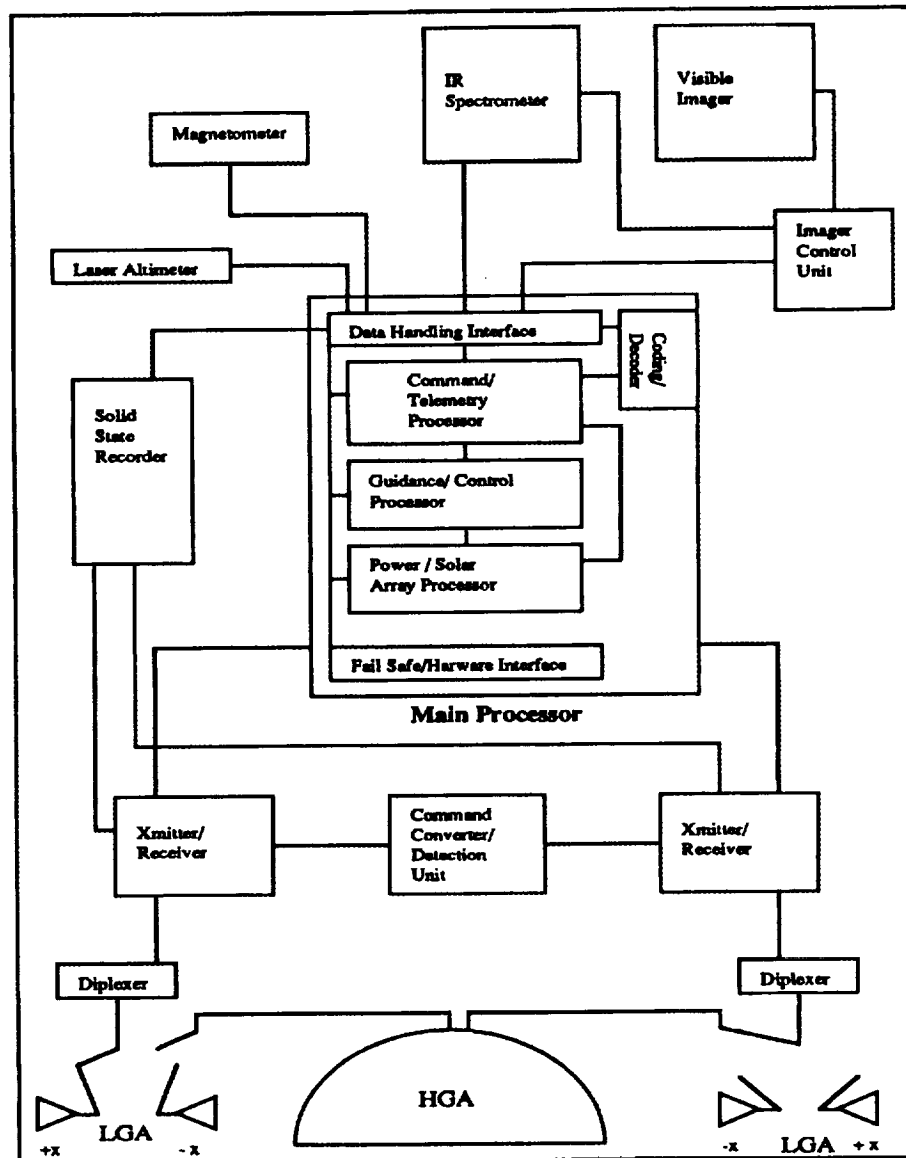 IR
Spectrometer
Visible
Imager
Magnetometer
Imager
Control
Unit
Laser Altimeter
Data Handling Interface
Coding/
Decoder
Command/
Telemetry
Processor
Solid
State
Recorder
Guidance/ Control
Processor
Power / Solar
Array Processor
Fail Safe/Harware Interface
Main Processor
Xmitter/
Receiver
Command
Converter/
Detection
Unit
Xmitter/
Receiver
Diplexer
Diplexer
HGA
LGA
+x
- x
-x
LGA
+ x